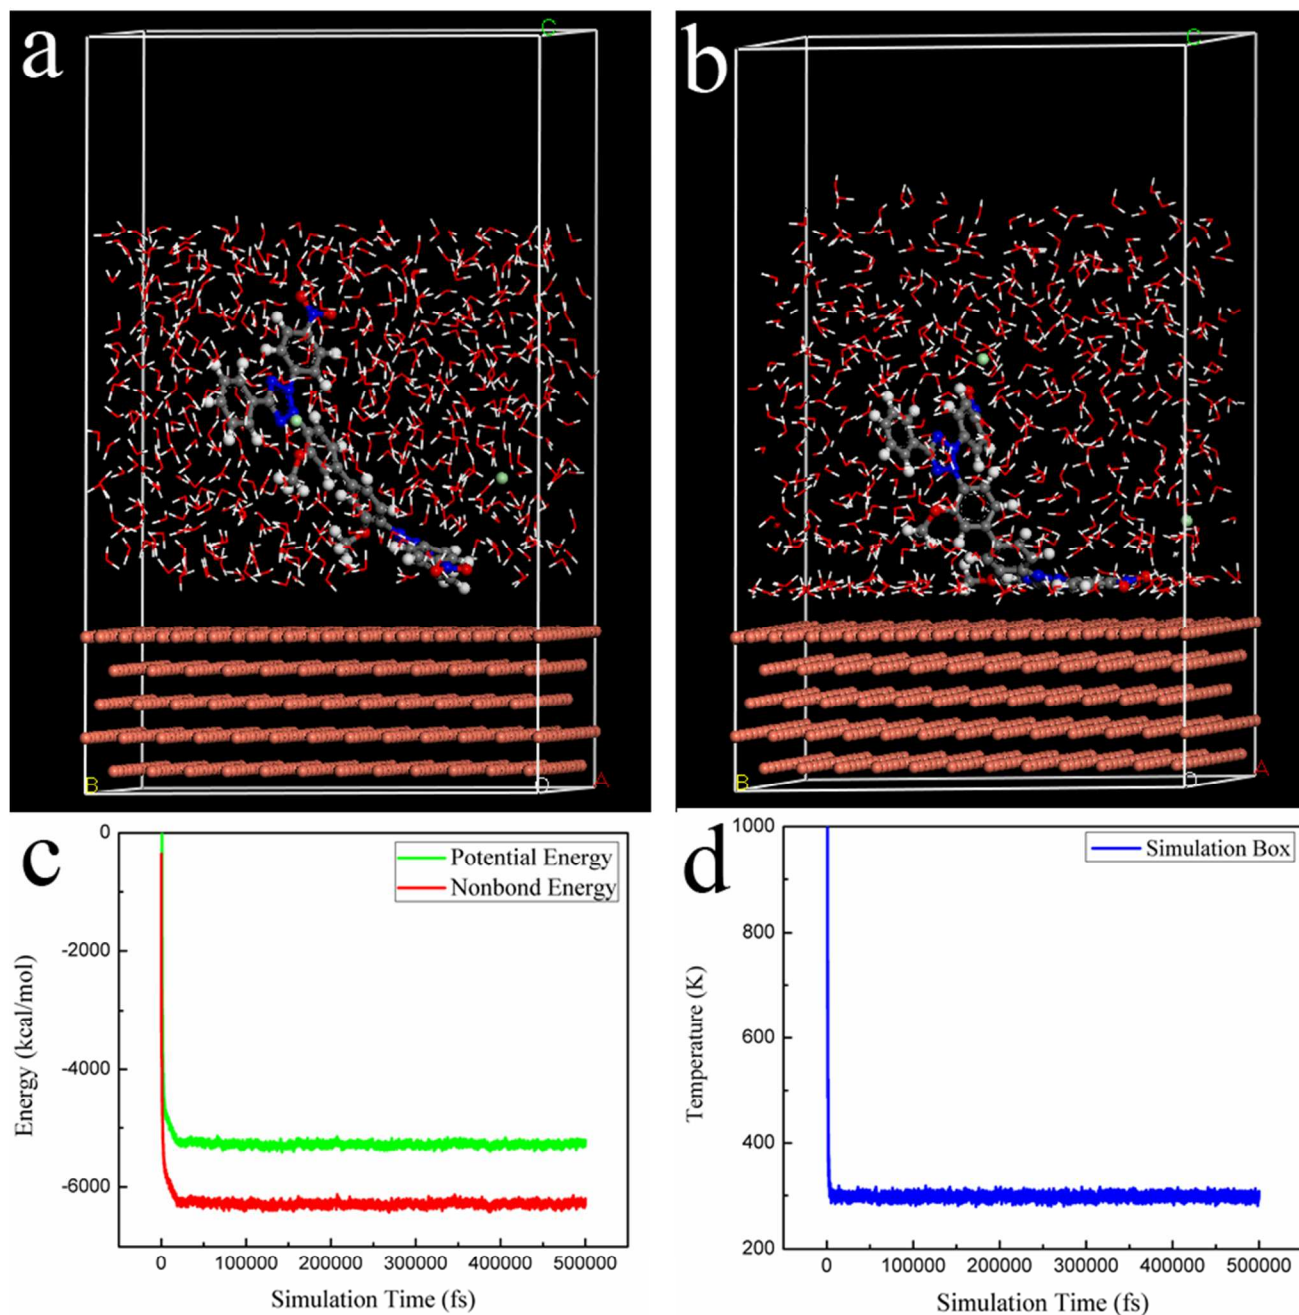 a
C
B
O
A
b
C
B
O
A
c
Potential Energy
Nonbond Energy
0
-2000
-4000
-6000
Energy (kcal/mol)
0 100000 200000 300000 400000 500000
Simulation Time (fs)
d
Simulation Box
1000
800
600
400
200
Temperature (K)
0 100000 200000 300000 400000 500000
Simulation Time (fs)